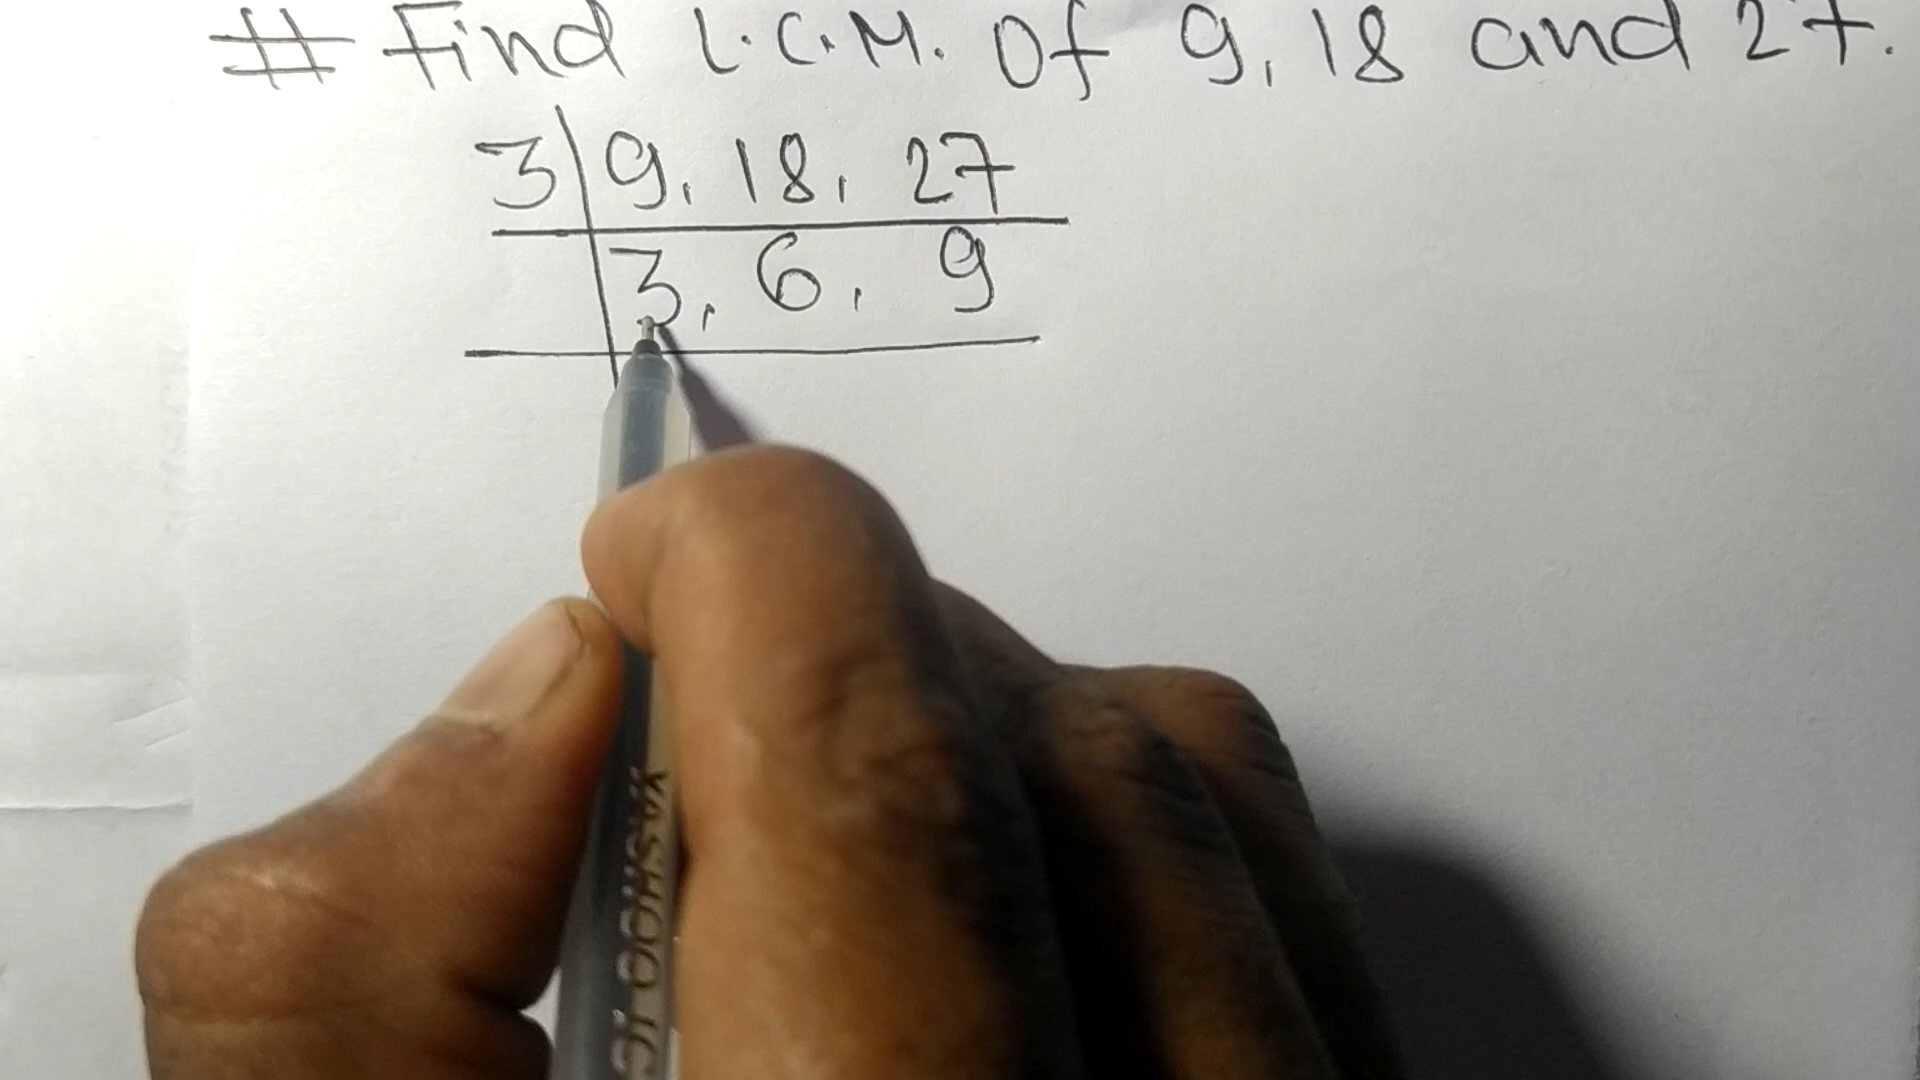 # Find L.C.M. Of 9, 18 and 27.
3 9, 18, 27
3, 6, 9